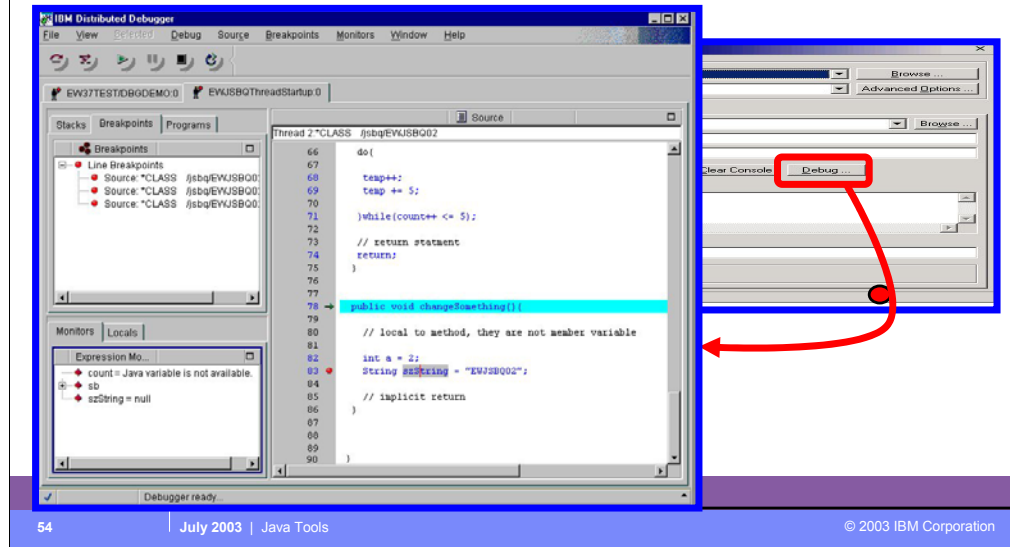 IBM Distributed Debugger
File View Selected Debug Source Breakpoints Monitors Window Help
EW37TEST/DBGDEMO:0 EWJSBQThreadStartup:0
Stacks Breakpoints Programs
Breakpoints
Line Breakpoints
Source: *CLASS /jsbq/EWJSBQ0
Source: *CLASS /jsbq/EWJSBQ0
Source: *CLASS /jsbq/EWJSBQ0
Monitors Locals
Expression Mo...
count = Java variable is not available.
sb
szString = null
Source
Thread 2:*CLASS /jsbq/EWJSBQ02
66 do{
67
68 temp++;
69 temp += 5;
70
71 }while(count++ <= 5);
72
73 // return statment
74 return;
75 }
76
77
78 public void changeSomething(){
79
80 // local to method, they are not member variable
81
82 int a = 2;
83 String szString = "EWJSBQ02";
84
85 // implicit return
86 }
87
88
89
90 }
Debugger ready...
Browse ...
Advanced Options ...
Browse ...
Clear Console
Debug ...
54 July 2003 | Java Tools © 2003 IBM Corporation